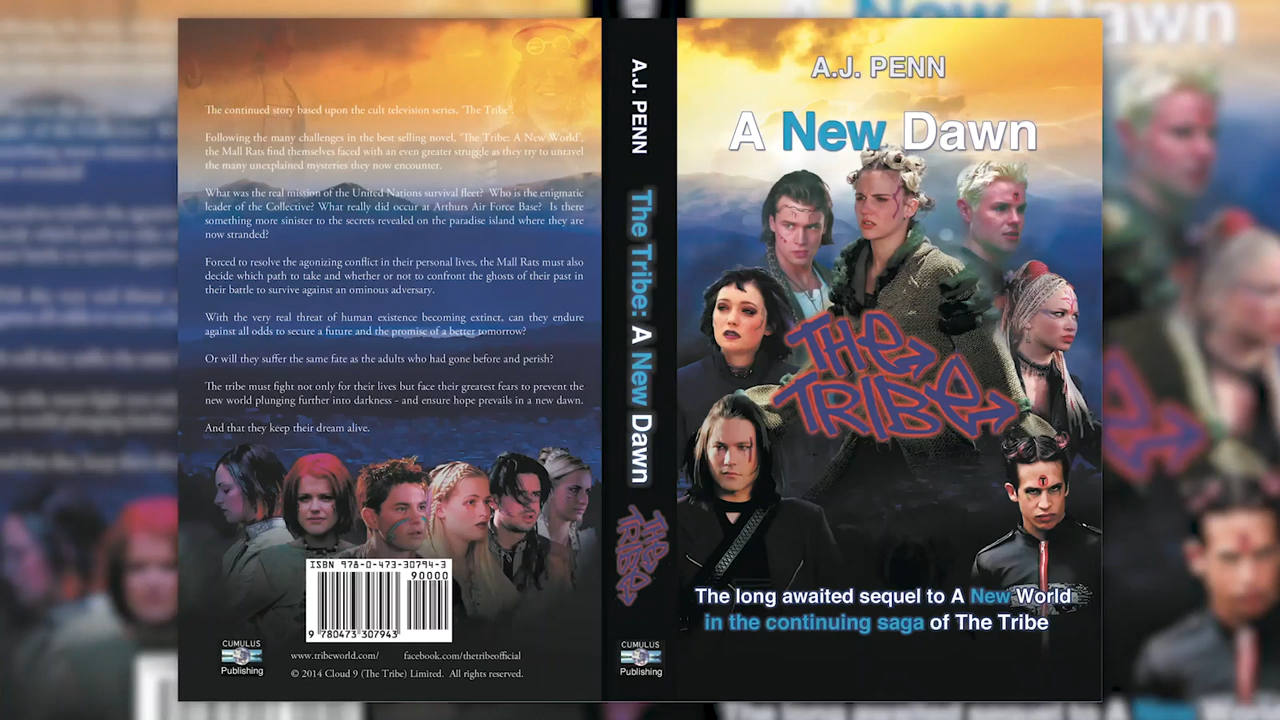 The continued story based upon the cult television series, 'The Tribe'.
Following the many challenges in the best selling novel, 'The Tribe: A New World',
the Mall Rats find themselves faced with an even greater struggle as they try to unravel
the many unexplained mysteries they now encounter.
What was the real mission of the United Nations survival fleet? Who is the enigmatic
leader of the Collective? What really did occur at Arthurs Air Force Base? Is there
something more sinister to the secrets revealed on the paradise island where they are
now stranded?
Forced to resolve the agonizing conflict in their personal lives, the Mall Rats must also
decide which path to take and whether or not to confront the ghosts of their past in
their battle to survive against an ominous adversary.
With the very real threat of human existence becoming extinct, can they endure
against all odds to secure a future and the promise of a better tomorrow?
Or will they suffer the same fate as the adults who had gone before and perish?
The tribe must fight not only for their lives but face their greatest fears to prevent the
new world plunging further into darkness - and ensure hope prevails in a new dawn.
And that they keep their dream alive.
ISBN 978-0-473-30794-3
90000
9 780473 307943
CUMULUS
Publishing
www.tribeworld.com/ facebook.com/thetribeofficial
© 2014 Cloud 9 (The Tribe) Limited. All rights reserved.
A.J. PENN
The Tribe: A New Dawn
THE
TRIBE
CUMULUS
Publishing
A.J. PENN
A New Dawn
THE
TRIBE
The long awaited sequel to A New World
in the continuing saga of The Tribe